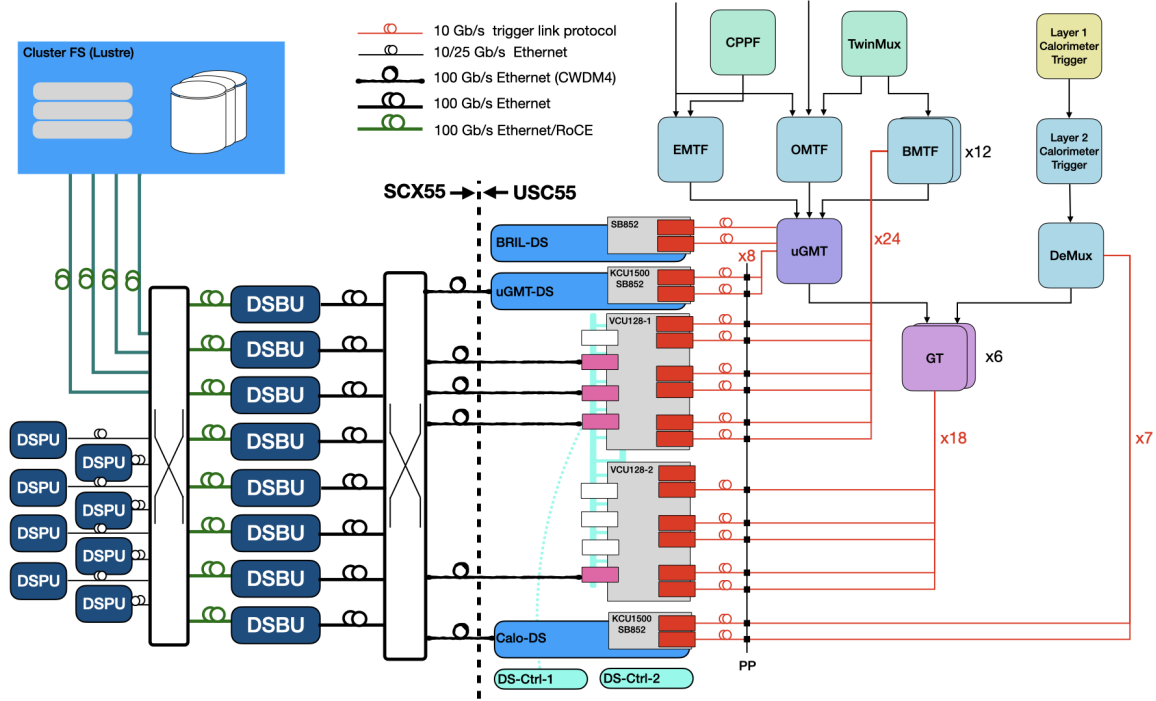 Cluster FS (Lustre)
10 Gb/s trigger link protocol
10/25 Gb/s Ethernet
100 Gb/s Ethernet (CWDM4)
100 Gb/s Ethernet
100 Gb/s Ethernet/RoCE
CPPF
TwinMux
Layer 1
Calorimeter
Trigger
EMTF
OMTF
BMTF
x12
Layer 2
Calorimeter
Trigger
SCX55
USC55
BRIL-DS
SB852
uGMT
x24
DeMux
x8
uGMT-DS
KCU1500
SB852
VCU128-1
GT
x6
DSBU
DSBU
DSBU
DSBU
DSBU
DSBU
DSBU
DSBU
DSPU
DSPU
DSPU
DSPU
DSPU
DSPU
DSPU
DSPU
x18
x7
VCU128-2
Calo-DS
KCU1500
SB852
PP
DS-Ctrl-1
DS-Ctrl-2